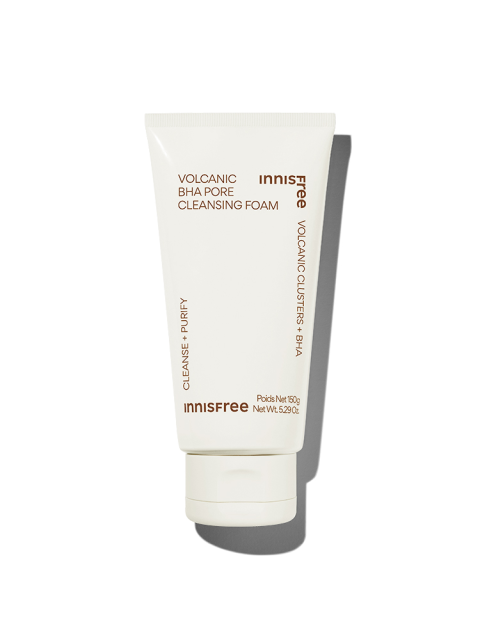 VOLCANIC
BHA PORE
CLEANSING FOAM
INNISFree
VOLCANIC CLUSTERS + BHA
CLEANSE + PURIFY
INNISFree
Poids Net 150g
Net Wt. 5.29 Oz.